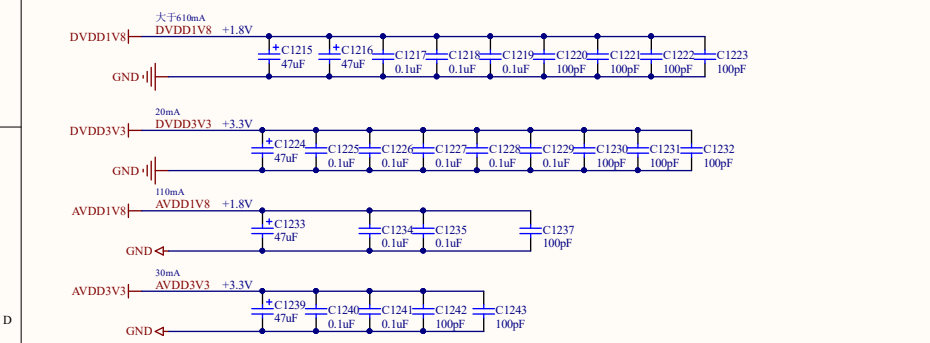 大于610mA
DVDD1V8 DVDD1V8 +1.8V
C1215 C1216 C1217 C1218 C1219 C1220 C1221 C1222 C1223
47uF 47uF 0.1uF 0.1uF 0.1uF 100pF 100pF 100pF 100pF
GND
20mA
DVDD3V3 DVDD3V3 +3.3V
C1224 C1225 C1226 C1227 C1228 C1229 C1230 C1231 C1232
47uF 0.1uF 0.1uF 0.1uF 0.1uF 0.1uF 100pF 100pF 100pF
GND
110mA
AVDD1V8 AVDD1V8 +1.8V
C1233 C1234 C1235 C1237
47uF 0.1uF 0.1uF 100pF
GND
30mA
AVDD3V3 AVDD3V3 +3.3V
C1239 C1240 C1241 C1242 C1243
47uF 0.1uF 0.1uF 100pF 100pF
D
GND